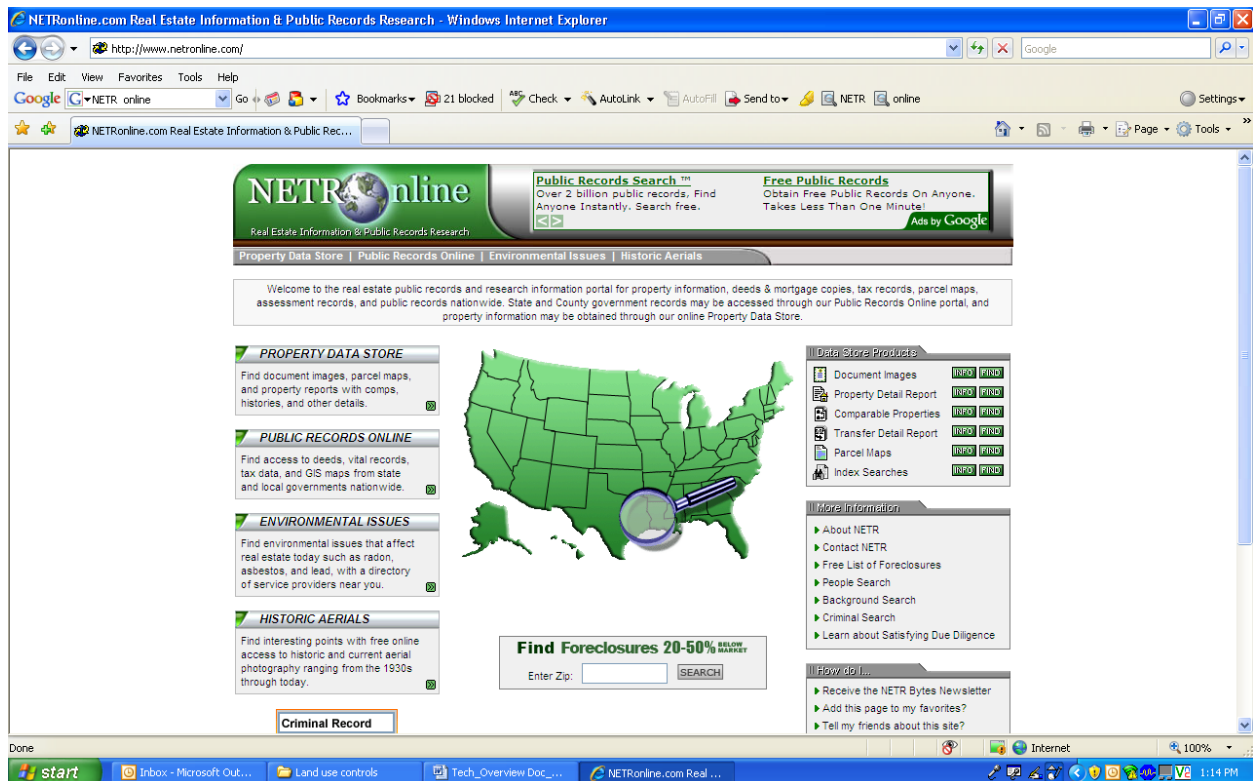 NETRonline.com Real Estate Information & Public Records Research - Windows Internet Explorer
http://www.netronline.com/
Google
File Edit View Favorites Tools Help
Google G NETR online Go Bookmarks 21 blocked ABC Check AutoLink AutoFill Send to NETR online Settings
NETRonline.com Real Estate Information & Public Rec... Page Tools
NETROnline
Real Estate Information & Public Records Research
Public Records Search ™
Over 2 billion public records, Find
Anyone Instantly. Search free.
Free Public Records
Obtain Free Public Records On Anyone.
Takes Less Than One Minute!
Ads by Google
Property Data Store | Public Records Online | Environmental Issues | Historic Aerials
Welcome to the real estate public records and research information portal for property information, deeds & mortgage copies, tax records, parcel maps,
assessment records, and public records nationwide. State and County government records may be accessed through our Public Records Online portal, and
property information may be obtained through our online Property Data Store.
PROPERTY DATA STORE
Find document images, parcel maps,
and property reports with comps,
histories, and other details.
PUBLIC RECORDS ONLINE
Find access to deeds, vital records,
tax data, and GIS maps from state
and local governments nationwide.
ENVIRONMENTAL ISSUES
Find environmental issues that affect
real estate today such as radon,
asbestos, and lead, with a directory
of service providers near you.
HISTORIC AERIALS
Find interesting points with free online
access to historic and current aerial
photography ranging from the 1930s
through today.
Criminal Record
Find Foreclosures 20-50% BELOW MARKET
Enter Zip: SEARCH
Data Store Products
Document Images INFO FIND
Property Detail Report INFO FIND
Comparable Properties INFO FIND
Transfer Detail Report INFO FIND
Parcel Maps INFO FIND
Index Searches INFO FIND
More Information
About NETR
Contact NETR
Free List of Foreclosures
People Search
Background Search
Criminal Search
Learn about Satisfying Due Diligence
How do I...
Receive the NETR Bytes Newsletter
Add this page to my favorites?
Tell my friends about this site?
Done Internet 100%
start Inbox - Microsoft Out... Land use controls Tech_Overview Doc_... NETRonline.com Real ... 1:14 PM